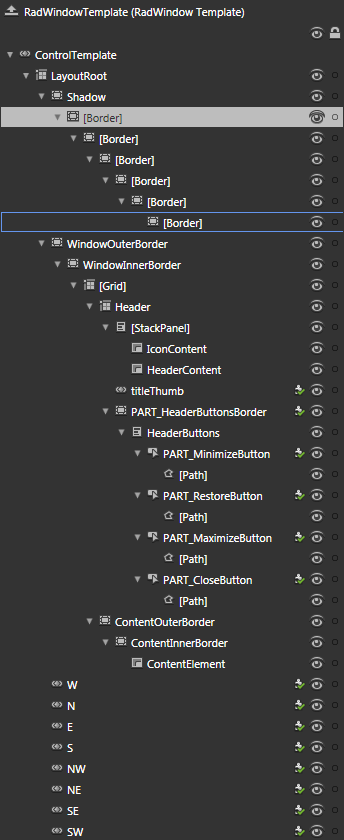 RadWindowTemplate (RadWindow Template)
ControlTemplate
LayoutRoot
Shadow
[Border]
[Border]
[Border]
[Border]
[Border]
[Border]
WindowOuterBorder
WindowInnerBorder
[Grid]
Header
[StackPanel]
IconContent
HeaderContent
titleThumb
PART_HeaderButtonsBorder
HeaderButtons
PART_MinimizeButton
[Path]
PART_RestoreButton
[Path]
PART_MaximizeButton
[Path]
PART_CloseButton
[Path]
ContentOuterBorder
ContentInnerBorder
ContentElement
W
N
E
S
NW
NE
SE
SW